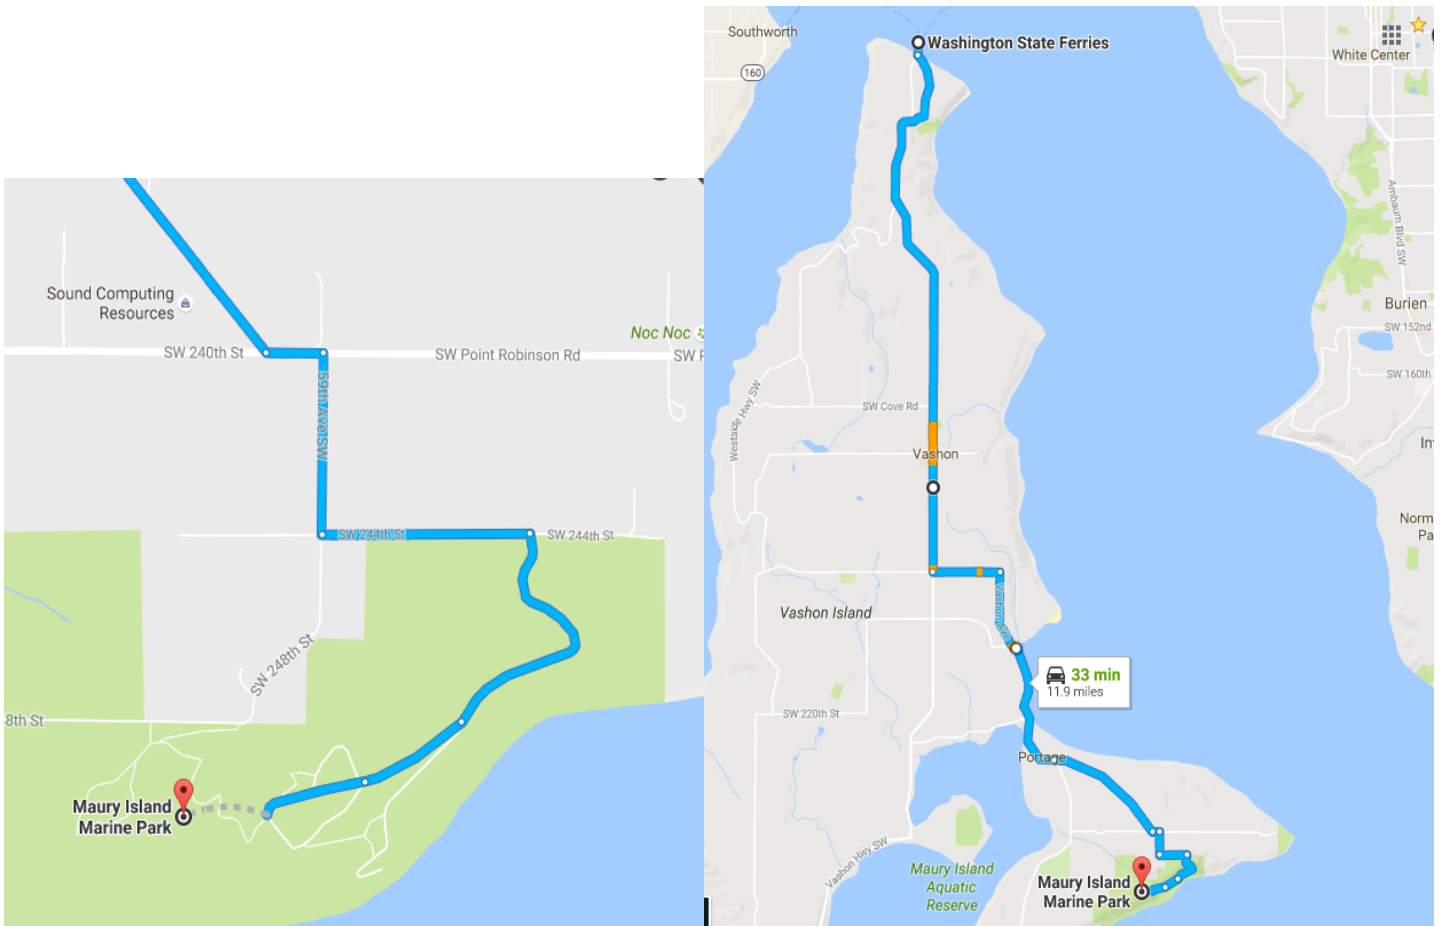 Sound Computing
Resources
Noc Noc
SW 240th St
SW Point Robinson Rd
59th Ave SW
SW 244th St
SW 244th St
SW 248th St
8th St
Maury Island
Marine Park
Southworth
160
Washington State Ferries
White Center
Ambaum Blvd SW
Burien
SW 152nd
SW 160th
Westside Hwy SW
SW Cove Rd
Vashon
Vashon Island
33 min
11.9 miles
SW 220th St
Portage
Vashon Hwy SW
Maury Island
Aquatic
Reserve
Maury Island
Marine Park
Norm
Pa